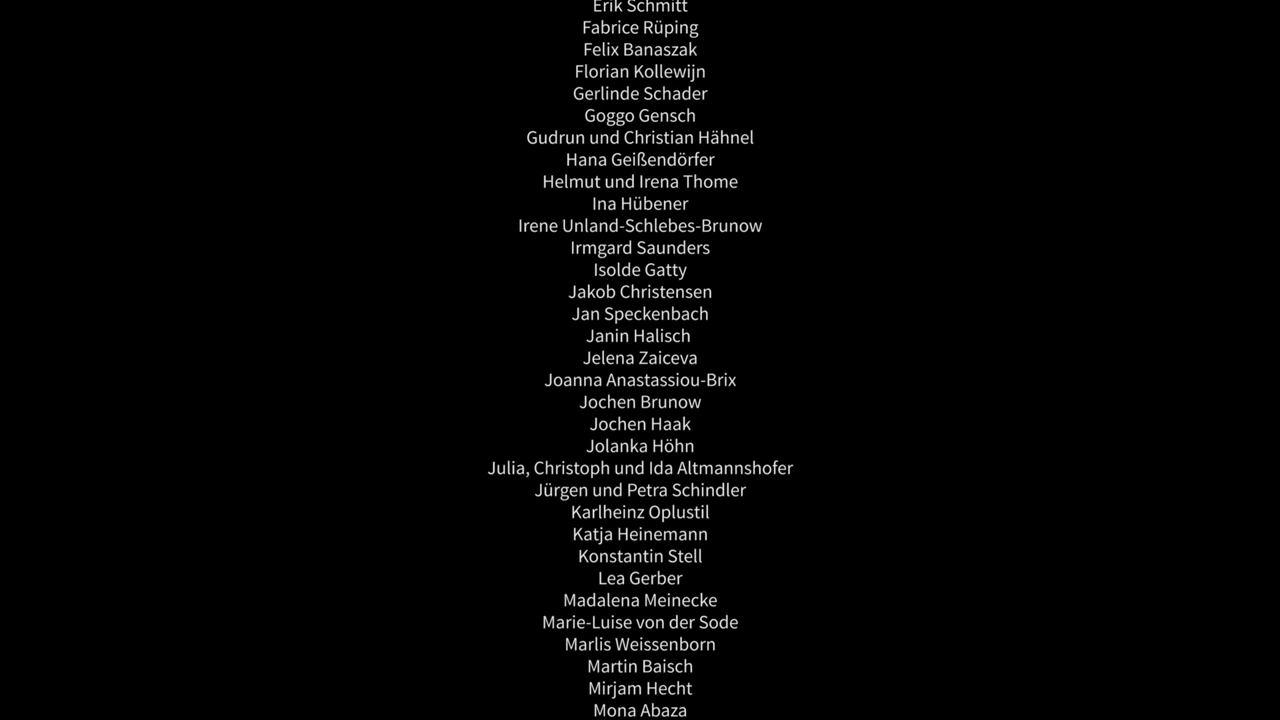 Erik Schmitt
Fabrice Rüping
Felix Banaszak
Florian Kollewijn
Gerlinde Schader
Goggo Gensch
Gudrun und Christian Hähnel
Hana Geißendörfer
Helmut und Irena Thome
Ina Hübener
Irene Unland-Schlebes-Brunow
Irmgard Saunders
Isolde Gatty
Jakob Christensen
Jan Speckenbach
Janin Halisch
Jelena Zaiceva
Joanna Anastassiou-Brix
Jochen Brunow
Jochen Haak
Jolanka Höhn
Julia, Christoph und Ida Altmannshofer
Jürgen und Petra Schindler
Karlheinz Oplustil
Katja Heinemann
Konstantin Stell
Lea Gerber
Madalena Meinecke
Marie-Luise von der Sode
Marlis Weissenborn
Martin Baisch
Mirjam Hecht
Mona Abaza